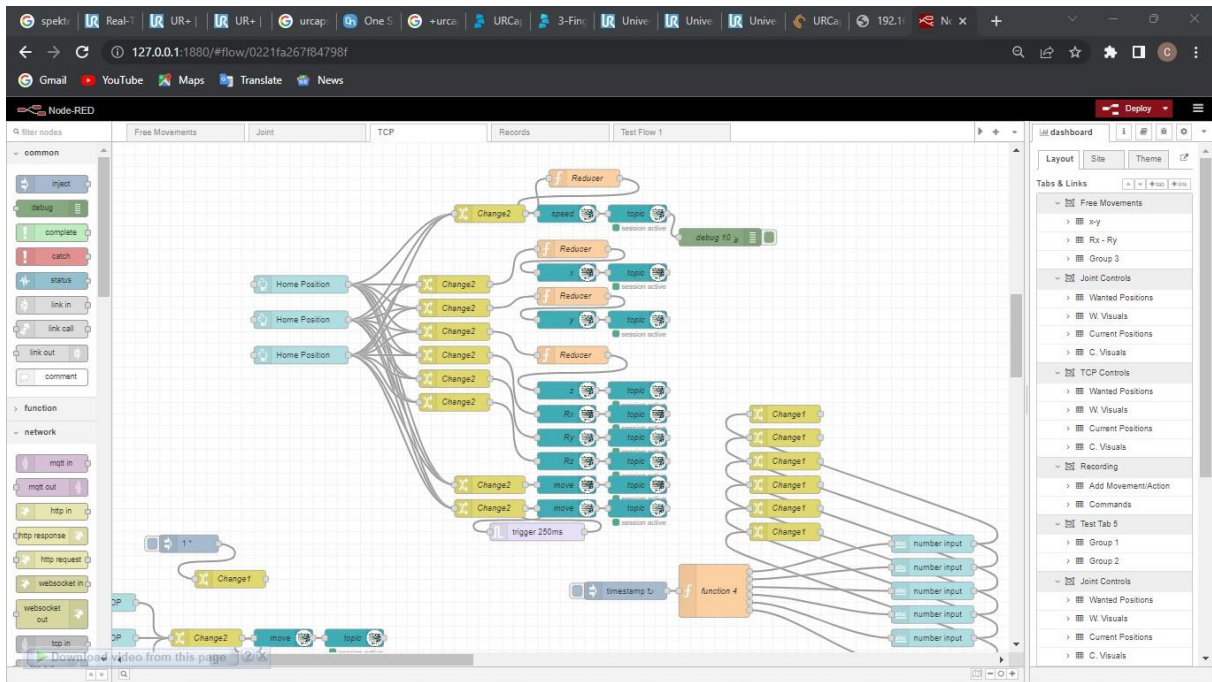 spekt
Real-T
UR+ |
UR+ |
urcap
One S
+urca
URCa
3-Fing
Unive
Unive
Unive
URCa
192.1
No
127.0.0.1:1880/#flow/0221fa267f84798f
C
Gmail
YouTube
Maps
Translate
News
Node-RED
Deploy
filter nodes
Free Movements
Joint
TCP
Records
Test Flow 1
dashboard
common
inject
debug
complete
catch
status
link in
link call
link out
comment
function
network
mqtt in
mqtt out
http in
http response
http request
websocket in
websocket out
tcp in
Reducer
Change2
speed
topic
session active
debug 10
Reducer
x
topic
session active
Home Position
Change2
Reducer
Change2
Home Position
y
topic
session active
Change2
Home Position
Change2
Reducer
Change2
z
topic
Change2
Rx
topic
Ry
topic
Rz
topic
Change2
move
topic
Change2
move
topic
session active
trigger 250ms
1
Change1
OP
OP
Change2
move
topic
Change1
Change1
Change1
Change1
Change1
Change1
timestamp ↻
function 4
number input
number input
number input
number input
number input
Layout
Site
Theme
Tabs & Links
+tab
+link
Free Movements
x-y
Rx - Ry
Group 3
Joint Controls
Wanted Positions
W. Visuals
Current Positions
C. Visuals
TCP Controls
Wanted Positions
W. Visuals
Current Positions
C. Visuals
Recording
Add Movement/Action
Commands
Test Tab 5
Group 1
Group 2
Joint Controls
Wanted Positions
W. Visuals
Current Positions
C. Visuals
Download video from this page